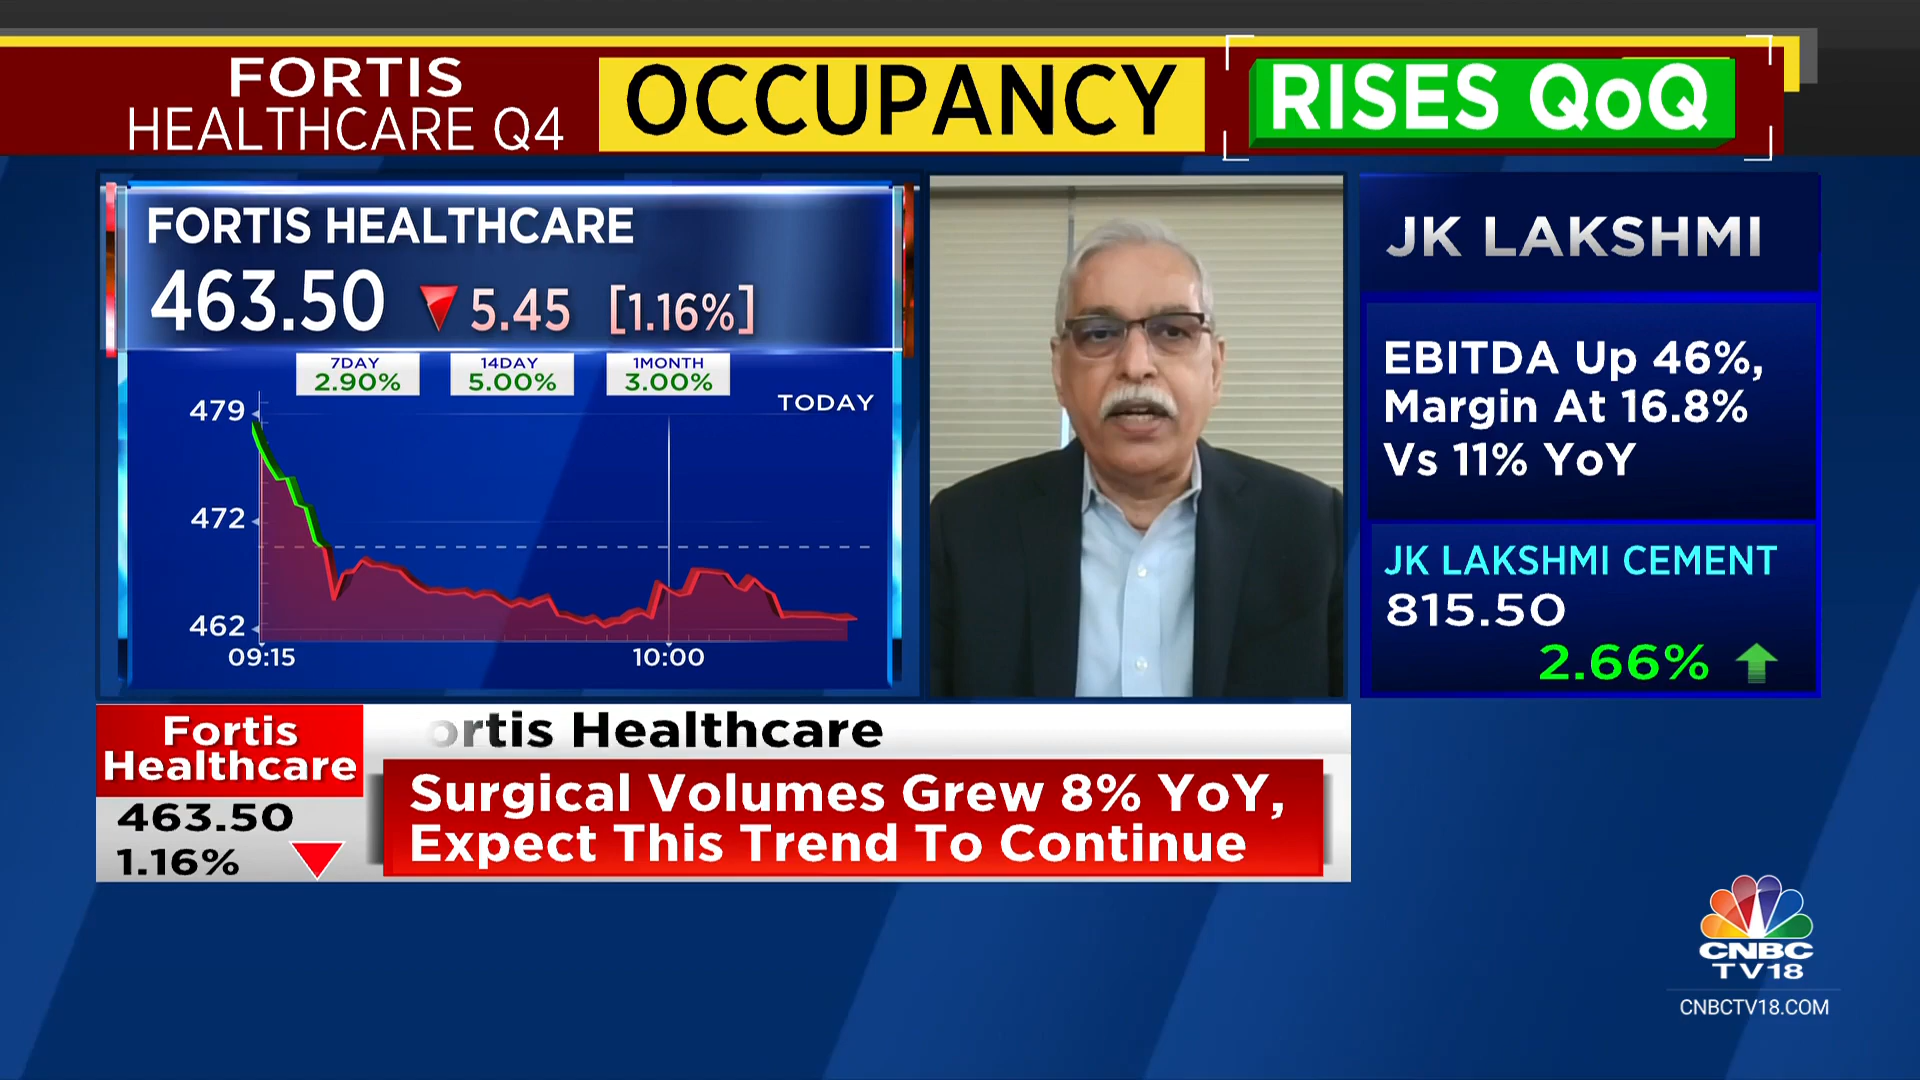 FORTIS
HEALTHCARE Q4
OCCUPANCY
RISES QoQ
FORTIS HEALTHCARE
463.50 5.45 [1.16%]
7DAY
2.90%
14DAY
5.00%
1MONTH
3.00%
TODAY
479
472
462
09:15 10:00
JK LAKSHMI
EBITDA Up 46%,
Margin At 16.8%
Vs 11% YoY
JK LAKSHMI CEMENT
815.50
2.66%
Fortis
Healthcare
463.50
1.16%
ortis Healthcare
Surgical Volumes Grew 8% YoY,
Expect This Trend To Continue
CNBC
TV18
CNBCTV18.COM